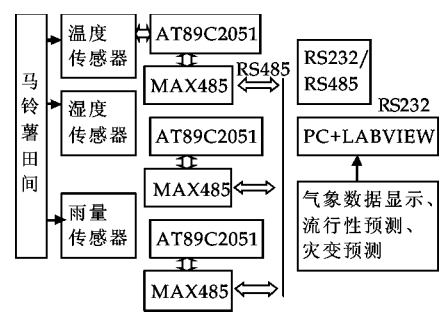 马铃薯田间
温度
传感器
湿度
传感器
雨量
传感器
AT89C2051
MAX485
AT89C2051
MAX485
AT89C2051
MAX485
RS485
RS232/
RS485
RS232
PC+LABVIEW
气象数据显示、
流行性预测、
灾变预测